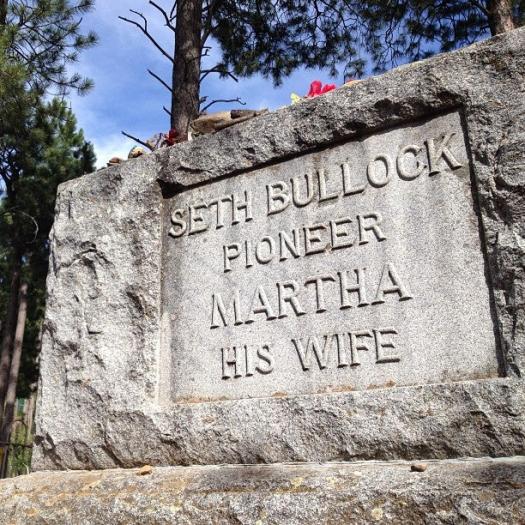 SETH BULLOCK
PIONEER
MARTHA
HIS WIFE